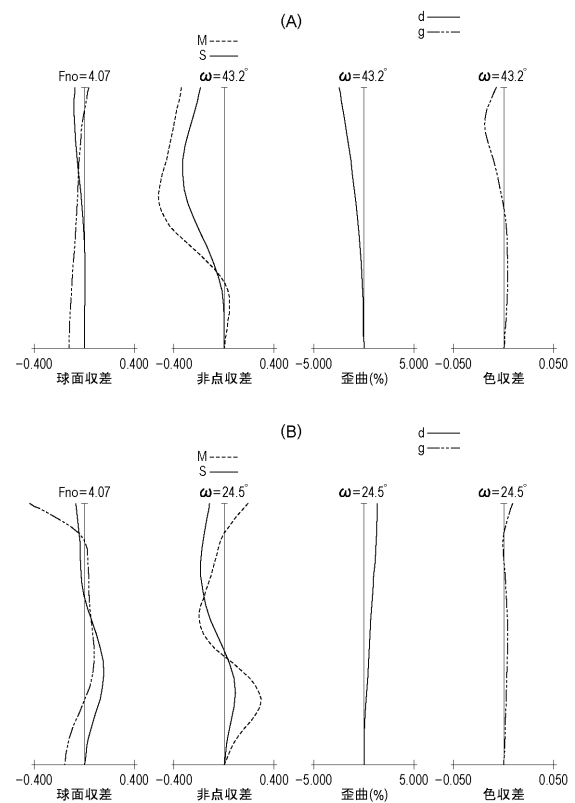 (A)
d
g
M
S
Fno=4.07
ω=43.2°
ω=43.2°
ω=43.2°
-0.400 0.400
-0.400 0.400
-5.000 5.000
-0.050 0.050
球面収差
非点収差
歪曲(%)
色収差
(B)
d
g
M
S
Fno=4.07
ω=24.5°
ω=24.5°
ω=24.5°
-0.400 0.400
-0.400 0.400
-5.000 5.000
-0.050 0.050
球面収差
非点収差
歪曲(%)
色収差